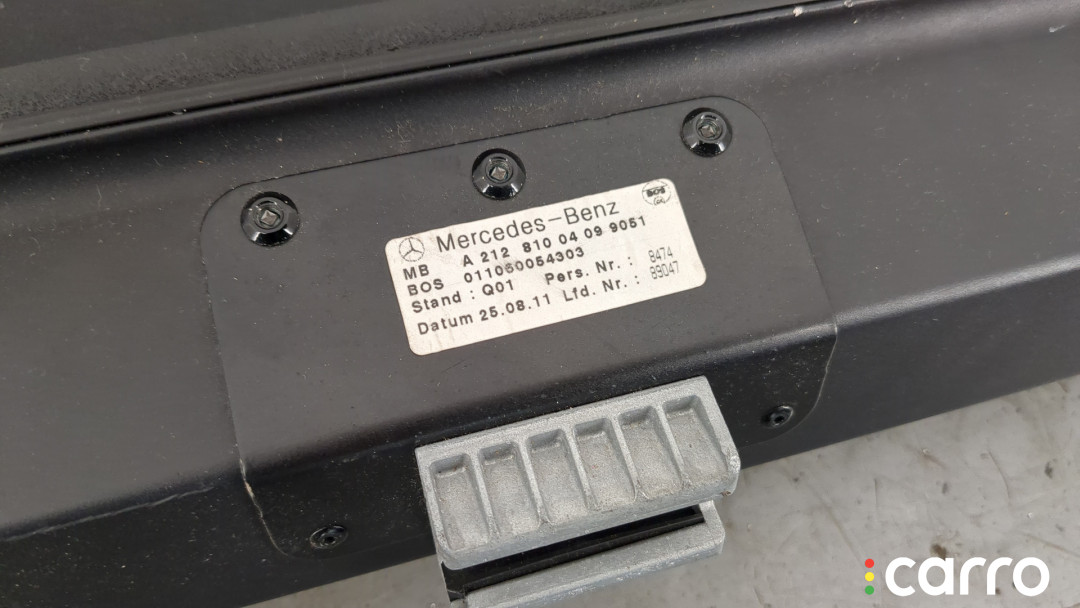 BOS
Mercedes-Benz
MB A 212 810 04 09 9051
BOS 011060054303
Stand : Q01 Pers. Nr. : 8474
Datum 25.08.11 Lfd. Nr. : 89047
carro